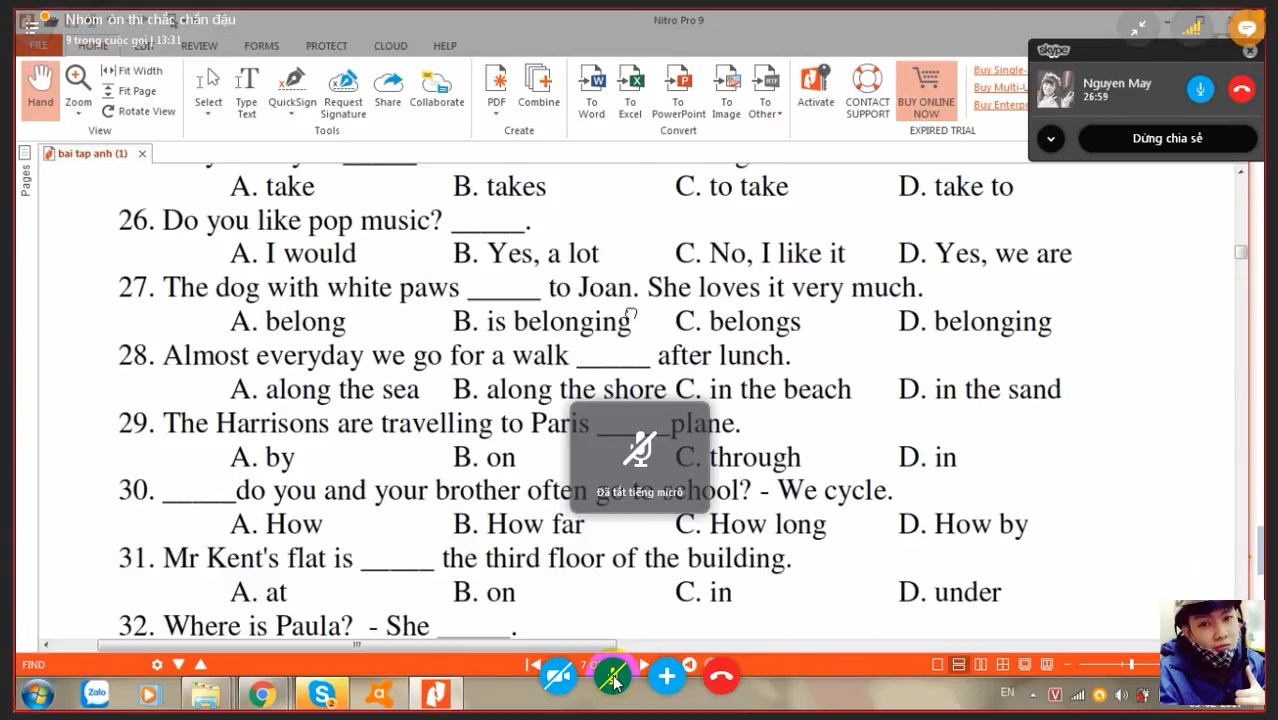 Nhóm ôn thi chắc chắn đậu
9 trong cuộc gọi | 13:31
Nitro Pro 9
skype
Nguyen May
26:59
Dừng chia sẻ
FILE HOME REVIEW FORMS PROTECT CLOUD HELP
Hand
Zoom
Fit Width
Fit Page
Rotate View
View
Select
Type Text
QuickSign
Request Signature
Share
Collaborate
Tools
PDF
Combine
Create
To Word
To Excel
To PowerPoint
To Image
To Other
Convert
Activate
CONTACT SUPPORT
BUY ONLINE NOW
Buy Single-
Buy Multi-U
Buy Enterp
EXPIRED TRIAL
bai tap anh (1)
Pages
A. take B. takes C. to take D. take to
26. Do you like pop music? _____.
A. I would B. Yes, a lot C. No, I like it D. Yes, we are
27. The dog with white paws _____ to Joan. She loves it very much.
A. belong B. is belonging C. belongs D. belonging
28. Almost everyday we go for a walk _____ after lunch.
A. along the sea B. along the shore C. in the beach D. in the sand
29. The Harrisons are travelling to Paris _____plane.
A. by B. on C. through D. in
30. _____do you and your brother often go to school? - We cycle.
A. How B. How far C. How long D. How by
31. Mr Kent's flat is _____ the third floor of the building.
A. at B. on C. in D. under
32. Where is Paula? - She _____.
Đã tắt tiếng micrô
FIND
Zalo
EN